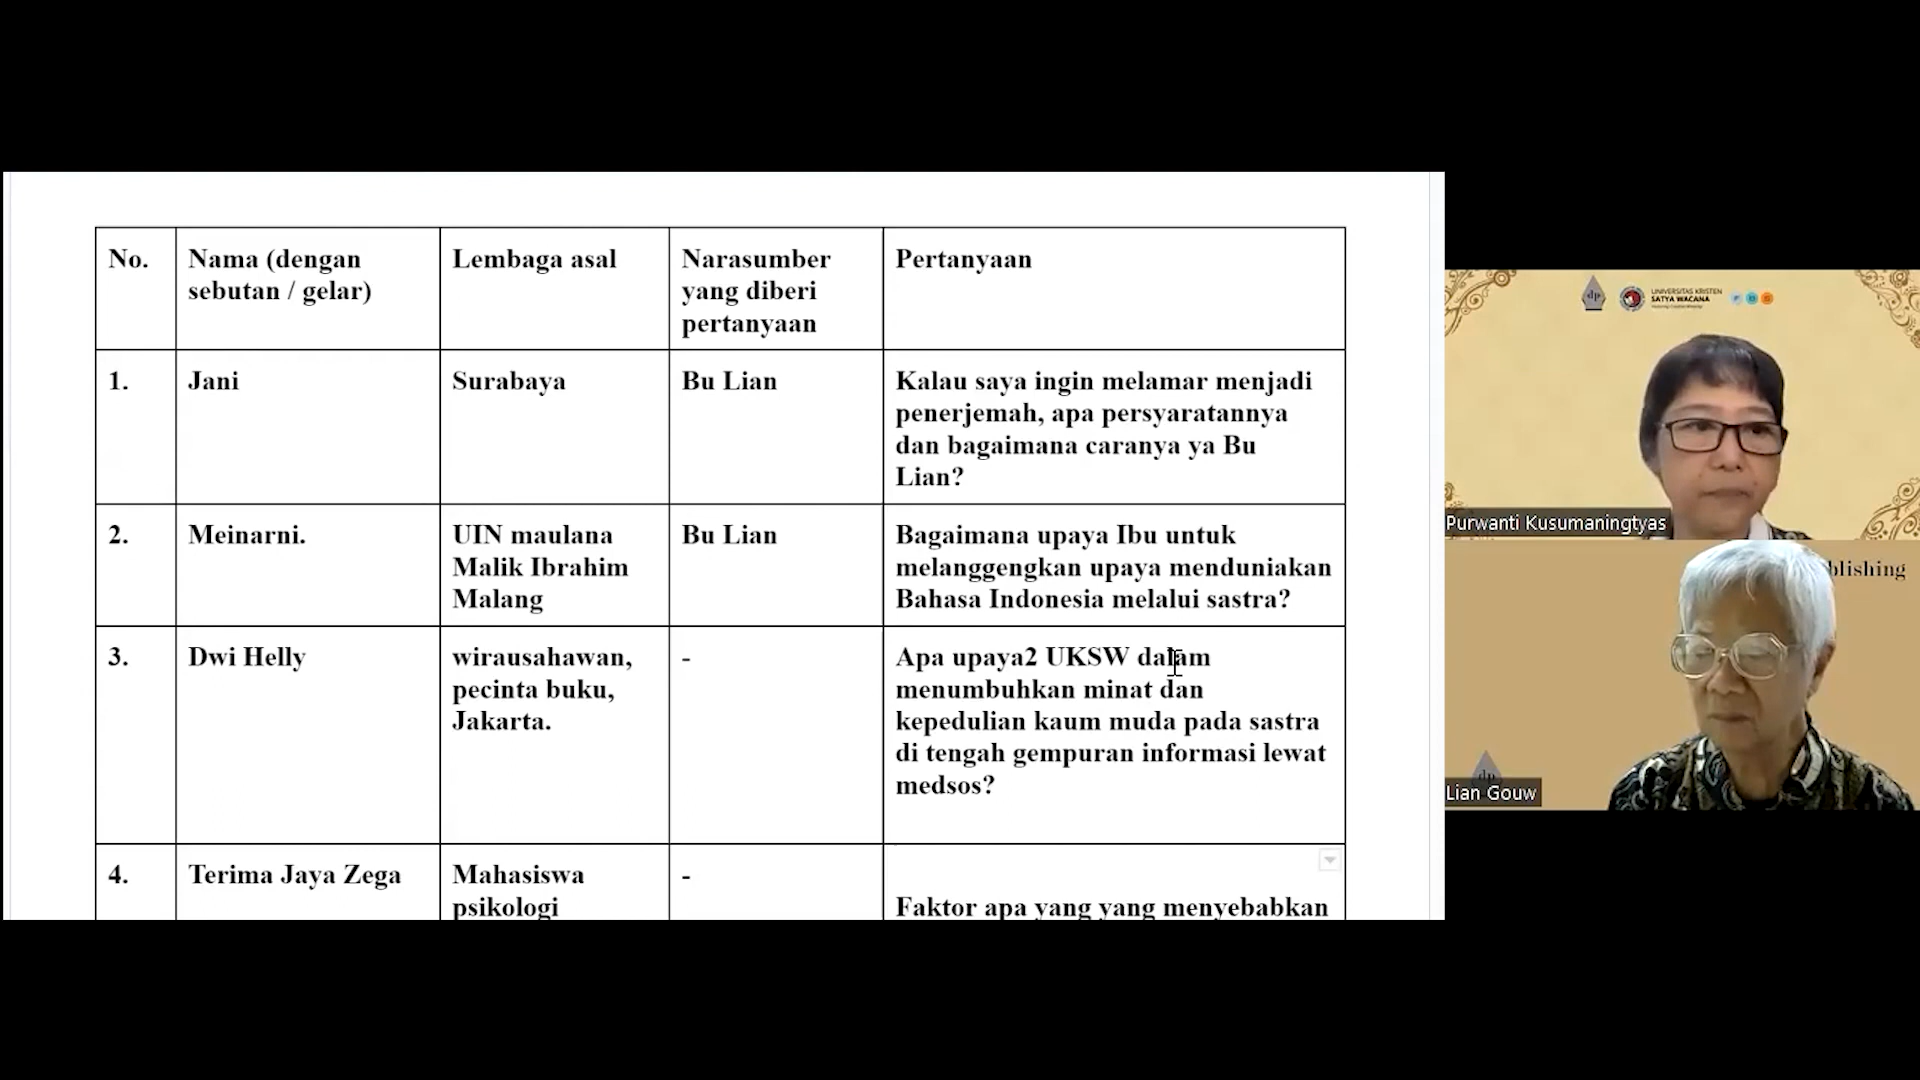 No.
Nama (dengan
sebutan / gelar)
Lembaga asal
Narasumber
yang diberi
pertanyaan
Pertanyaan
1.
Jani
Surabaya
Bu Lian
Kalau saya ingin melamar menjadi
penerjemah, apa persyaratannya
dan bagaimana caranya ya Bu
Lian?
2.
Meinarni.
UIN maulana
Malik Ibrahim
Malang
Bu Lian
Bagaimana upaya Ibu untuk
melanggengkan upaya menduniakan
Bahasa Indonesia melalui sastra?
3.
Dwi Helly
wirausahawan,
pecinta buku,
Jakarta.
-
Apa upaya2 UKSW dalam
menumbuhkan minat dan
kepedulian kaum muda pada sastra
di tengah gempuran informasi lewat
medsos?
4.
Terima Jaya Zega
Mahasiswa
psikologi
-
Faktor apa yang yang menyebabkan
dp
UNIVERSITAS KRISTEN
SATYA WACANA
Purwanti Kusumaningtyas
blishing
dp
Lian Gouw